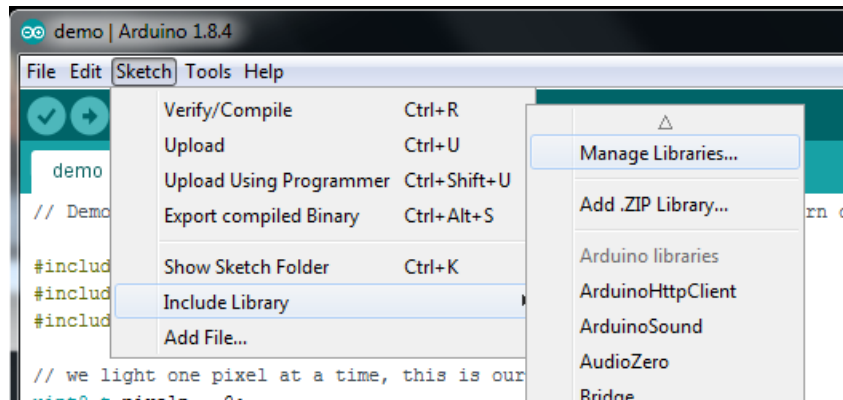 demo | Arduino 1.8.4
File Edit Sketch Tools Help
Verify/Compile Ctrl+R
Upload Ctrl+U
Upload Using Programmer Ctrl+Shift+U
Export compiled Binary Ctrl+Alt+S
Show Sketch Folder Ctrl+K
Include Library
Add File...
Manage Libraries...
Add .ZIP Library...
Arduino libraries
ArduinoHttpClient
ArduinoSound
AudioZero
Bridge
demo
// Demo
#includ
#includ
#includ
// we light one pixel at a time, this is our